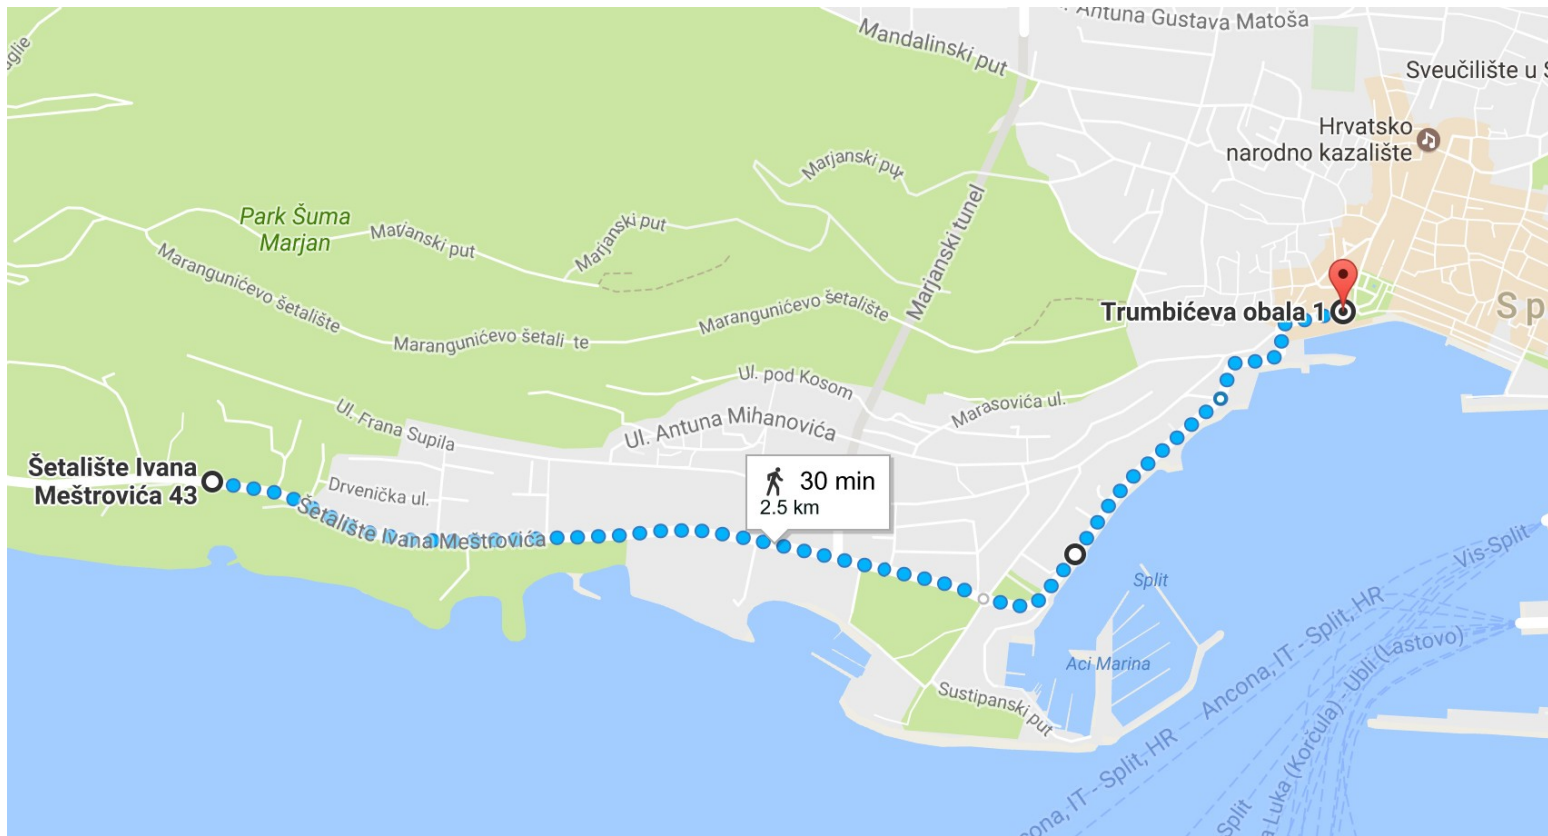 aglie
Antuna Gustava Matoša
Mandalinski put
Sveučilište u S
Hrvatsko
narodno kazalište
Marjanski put
Marjanski tunel
Park Šuma
Marjan
Marjanski put
Marjanski put
Marangunićevo šetalište
Marangunićevo šetalište
Marangunićevo šetali te
Trumbićeva obala 1
Sp
Ul. pod Kosom
Marasovića ul.
Ul. Antuna Mihanovića
Ul. Frana Supila
Šetalište Ivana
Meštrovića 43
Drvenička ul.
30 min
2.5 km
Šetalište Ivana Meštrovića
Split
Vis-Split
Aci Marina
Sustipanski put
Ancona, IT - Split, HR
Ancona, IT - Split, HR
Split
a Luka (Korčula) - Ubli (Lastovo)